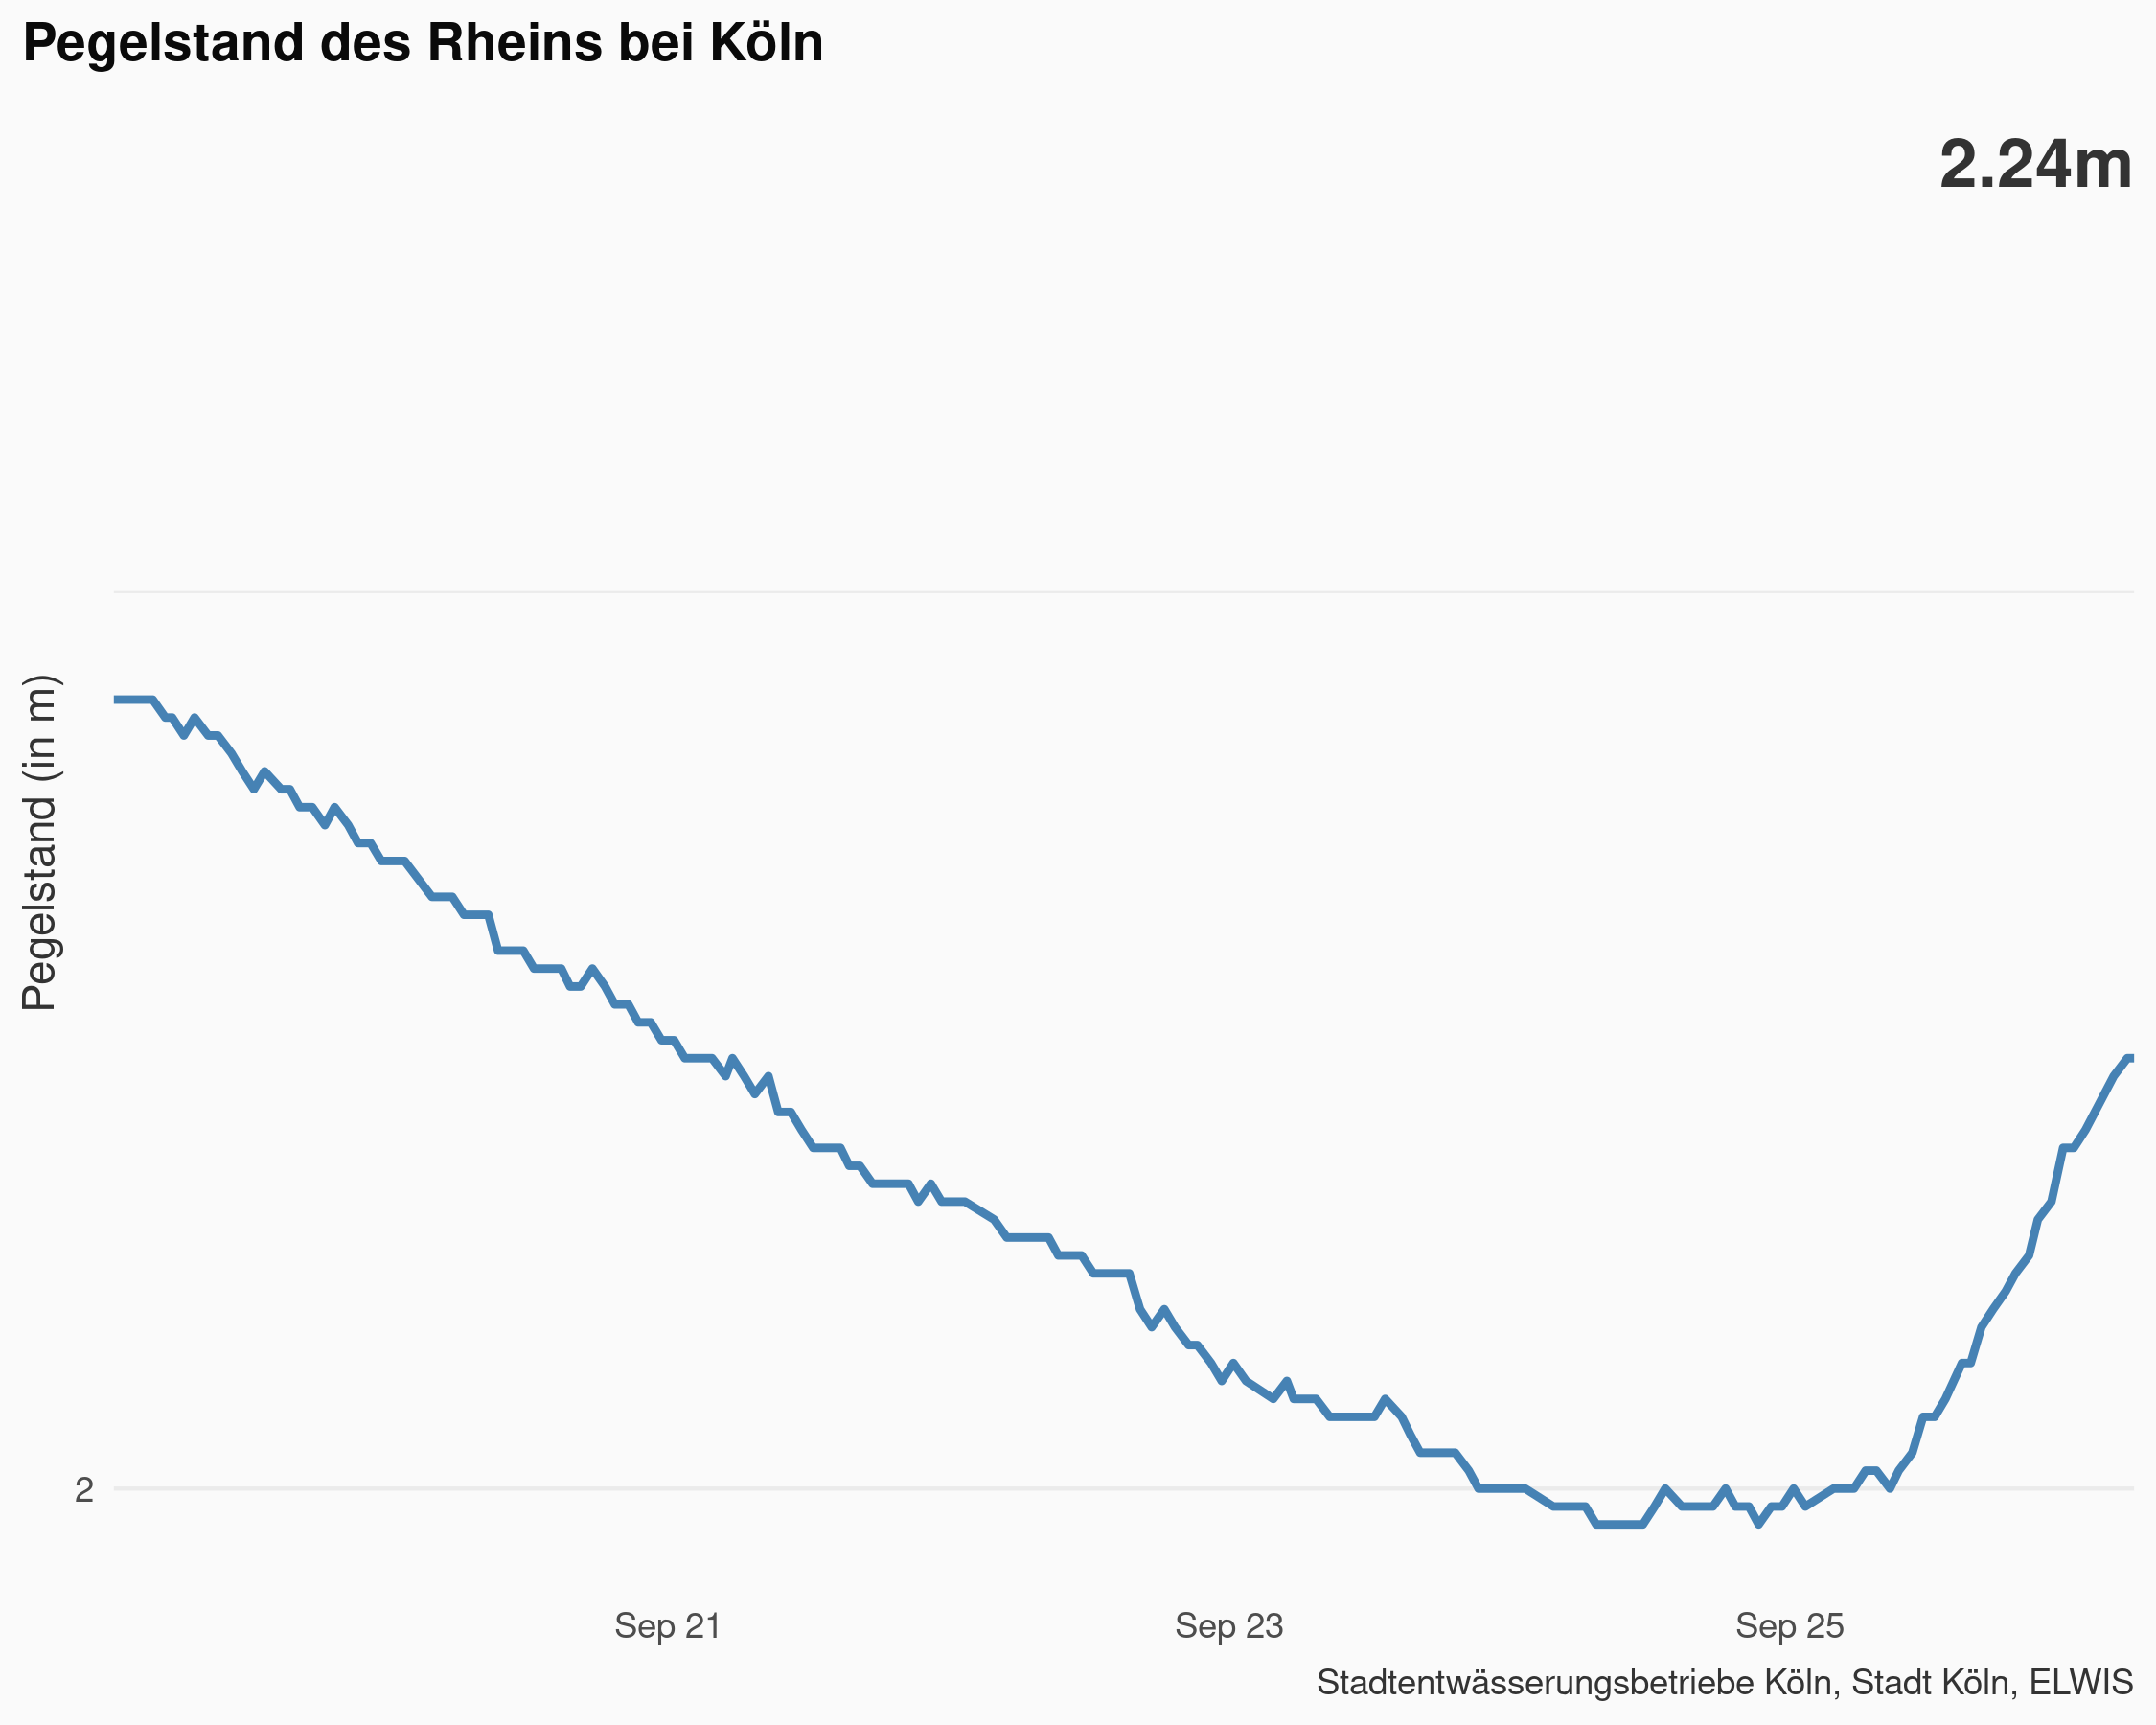 Pegelstand des Rheins bei Köln
2.24m
Pegelstand (in m)
2
Sep 21
Sep 23
Sep 25
Stadtentwässerungsbetriebe Köln, Stadt Köln, ELWIS